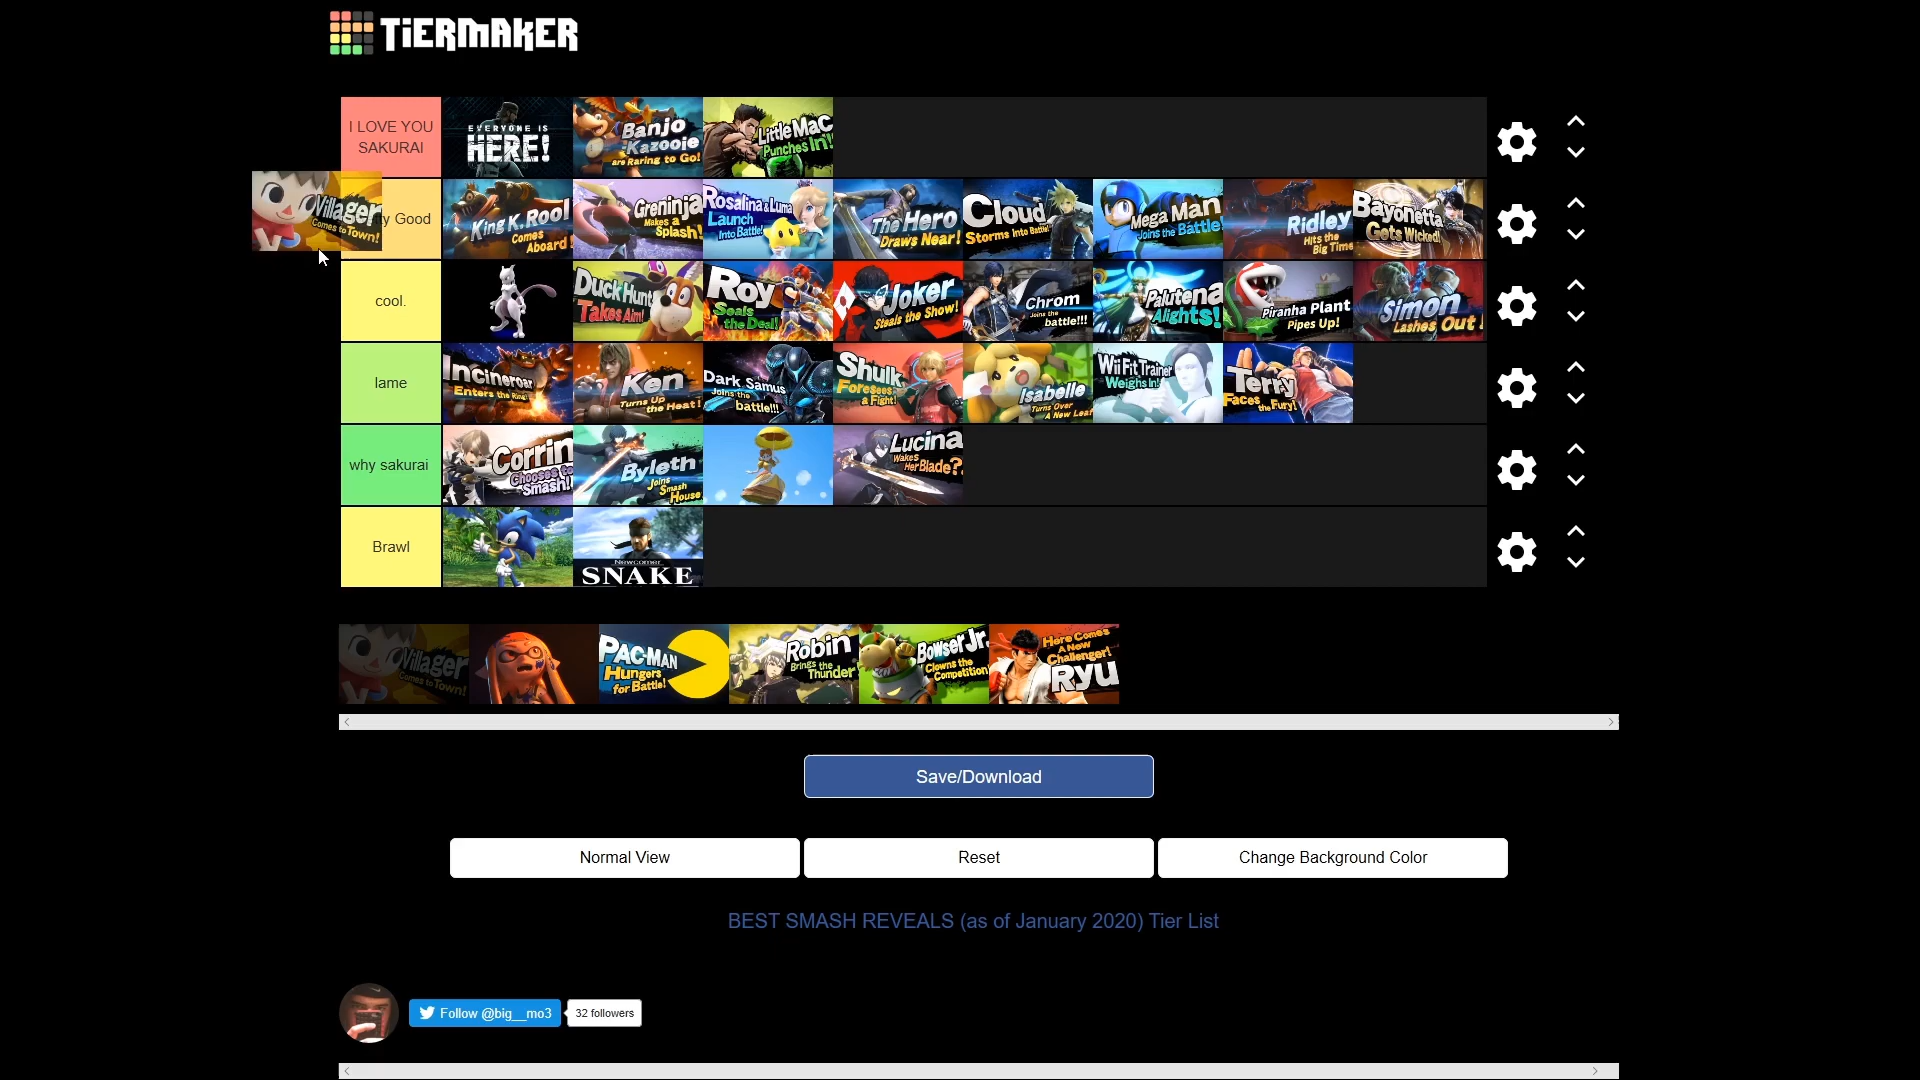 TiERMAKER
I LOVE YOU
SAKURAI
EVERYONE IS
HERE!
Banjo
Kazooie
are Raring to Go!
Little Mac
Punches In!
Villager
Comes to Town!
y Good
King K. Rool
Comes
Aboard
Greninja
Makes a
Splash!
Rosalina & Luma
Launch
Into Battle!
The Hero
Draws Near!
Cloud
Storms Into Battle!
Mega Man
Joins the Battle!
Ridley
Hits the
Big Time
Bayonetta
Gets Wicked!
cool.
Duck Hunt
Takes Aim!
Roy
Seals
the Deal!
Joker
Steals the Show!
Chrom
Joins the
battle!!!
Palutena
Alights!
Piranha Plant
Pipes Up!
Simon
Lashes Out!
lame
Incineroar
Enters the Ring!
Ken
Turns Up
the Heat!
Dark Samus
Joins the
battle!!!
Shulk
Foresees
a Fight!
Isabelle
Turns Over
A New Leaf
Wii Fit Trainer
Weighs In!
Terry
Faces the Fury!
why sakurai
Corrin
Chooses to
Smash!
Byleth
Joins
Smash
House
Lucina
Wakes
Her Blade?
Brawl
Newcomer
SNAKE
Villager
Comes to Town!
PAC-MAN
Hungers
for Battle!
Robin
Brings the
Thunder
Bowser Jr.
Clowns the
Competition
Here Comes
A New
Challenger!
RYU
Save/Download
Normal View
Reset
Change Background Color
BEST SMASH REVEALS (as of January 2020) Tier List
Follow @big__mo3
32 followers